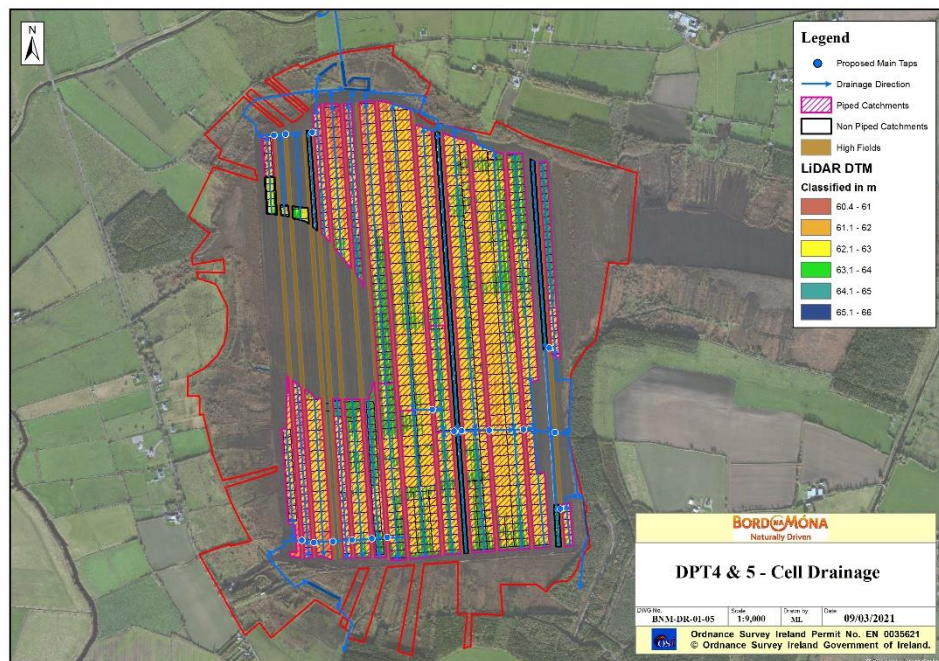 N
Legend
Proposed Main Taps
Drainage Direction
Piped Catchments
Non Piped Catchments
High Fields
LiDAR DTM
Classified in m
60.4 - 61
61.1 - 62
62.1 - 63
63.1 - 64
64.1 - 65
65.1 - 66
BORD NA MÓNA
Naturally Driven
DPT4 & 5 - Cell Drainage
DWG No. Scale Drawn by Date
BNM-DR-01-05 1:9,000 ML 09/03/2021
OSi
Ordnance Survey Ireland Permit No. EN 0035621
© Ordnance Survey Ireland Government of Ireland.